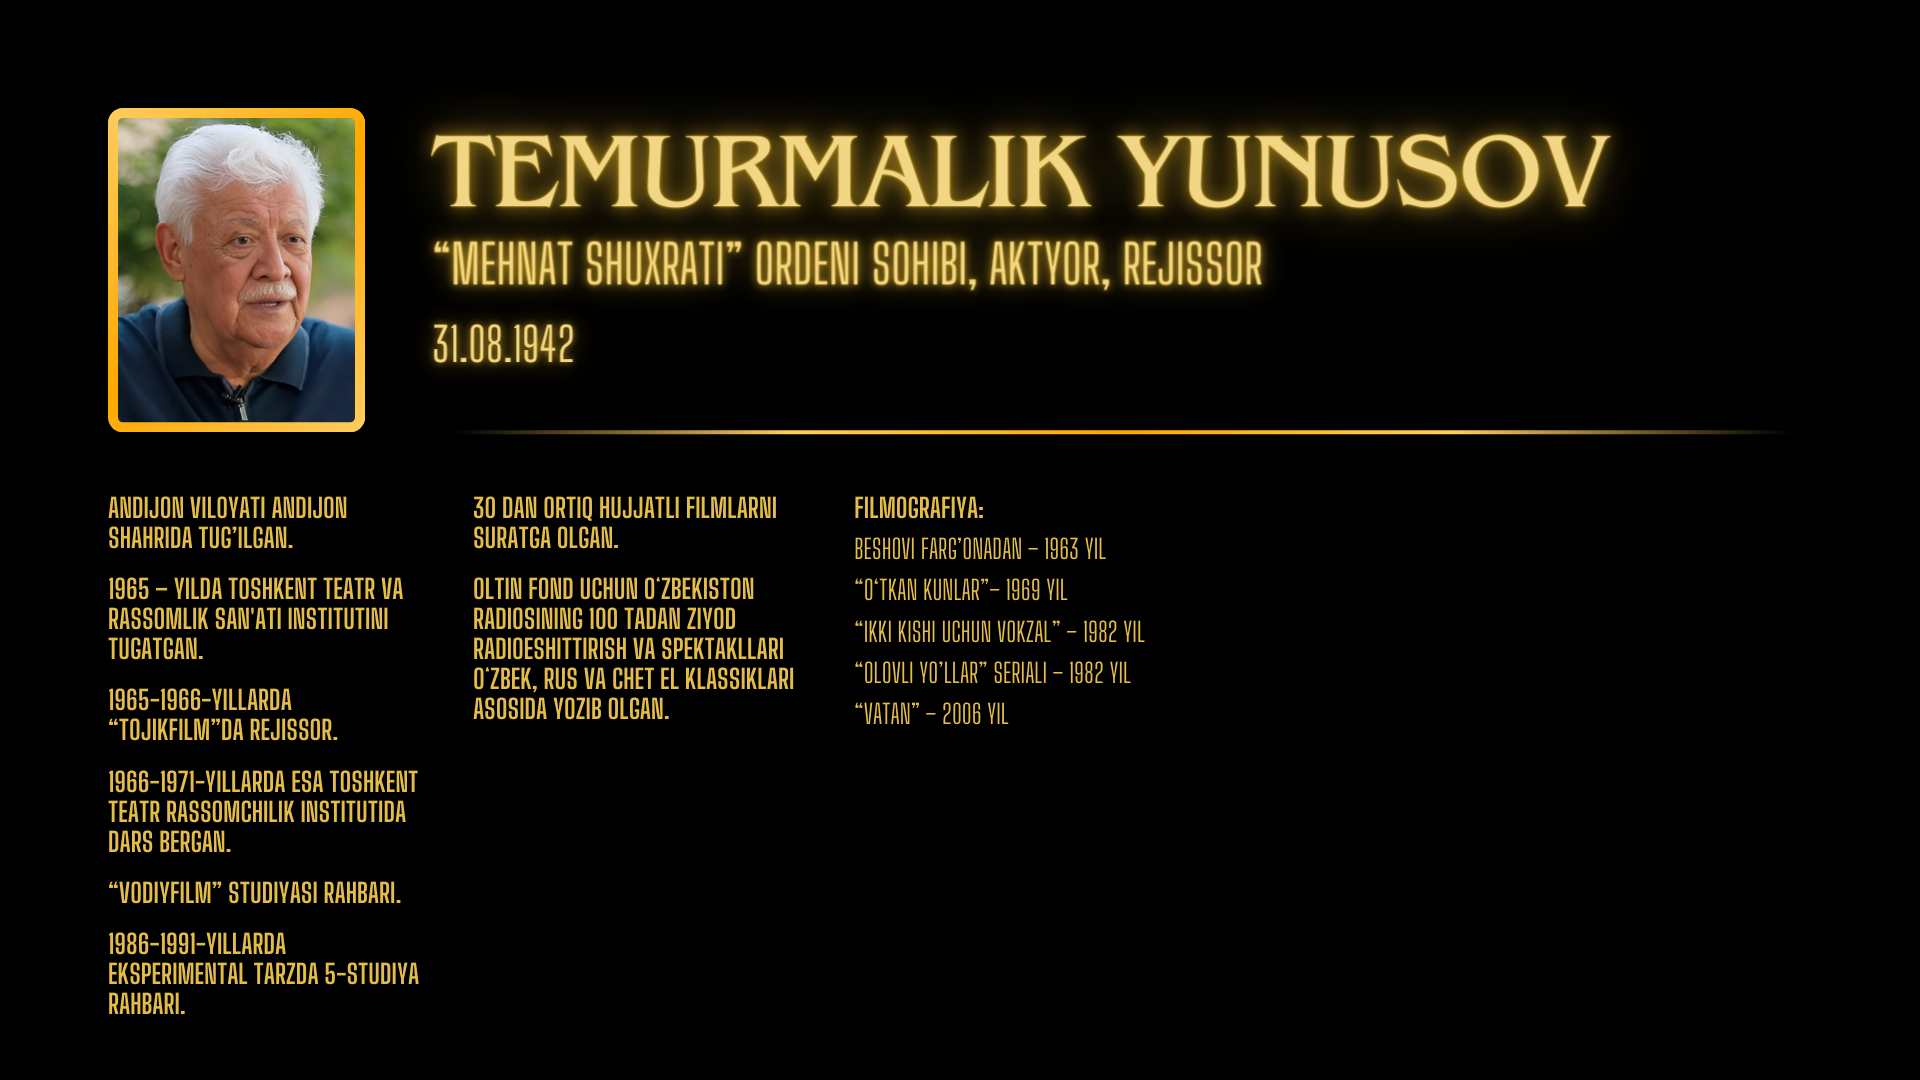 TEMURMALIK YUNUSOV
“MEHNAT SHUXRATI” ORDENI SOHIBI, AKTYOR, REJISSOR
31.08.1942
ANDIJON VILOYATI ANDIJON
SHAHRIDA TUG’ILGAN.
1965 – YILDA TOSHKENT TEATR VA
RASSOMLIK SAN'ATI INSTITUTINI
TUGATGAN.
1965-1966-YILLARDA
“TOJIKFILM”DA REJISSOR.
1966-1971-YILLARDA ESA TOSHKENT
TEATR RASSOMCHILIK INSTITUTIDA
DARS BERGAN.
“VODIYFILM” STUDIYASI RAHBARI.
1986-1991-YILLARDA
EKSPERIMENTAL TARZDA 5-STUDIYA
RAHBARI.
30 DAN ORTIQ HUJJATLI FILMLARNI
SURATGA OLGAN.
OLTIN FOND UCHUN O‘ZBEKISTON
RADIOSINING 100 TADAN ZIYOD
RADIOESHITTIRISH VA SPEKTAKLLARI
O‘ZBEK, RUS VA CHET EL KLASSIKLARI
ASOSIDA YOZIB OLGAN.
FILMOGRAFIYA:
BESHOVI FARG’ONADAN – 1963 YIL
“O‘TKAN KUNLAR”– 1969 YIL
“IKKI KISHI UCHUN VOKZAL” – 1982 YIL
“OLOVLI YO’LLAR” SERIALI – 1982 YIL
“VATAN” – 2006 YIL